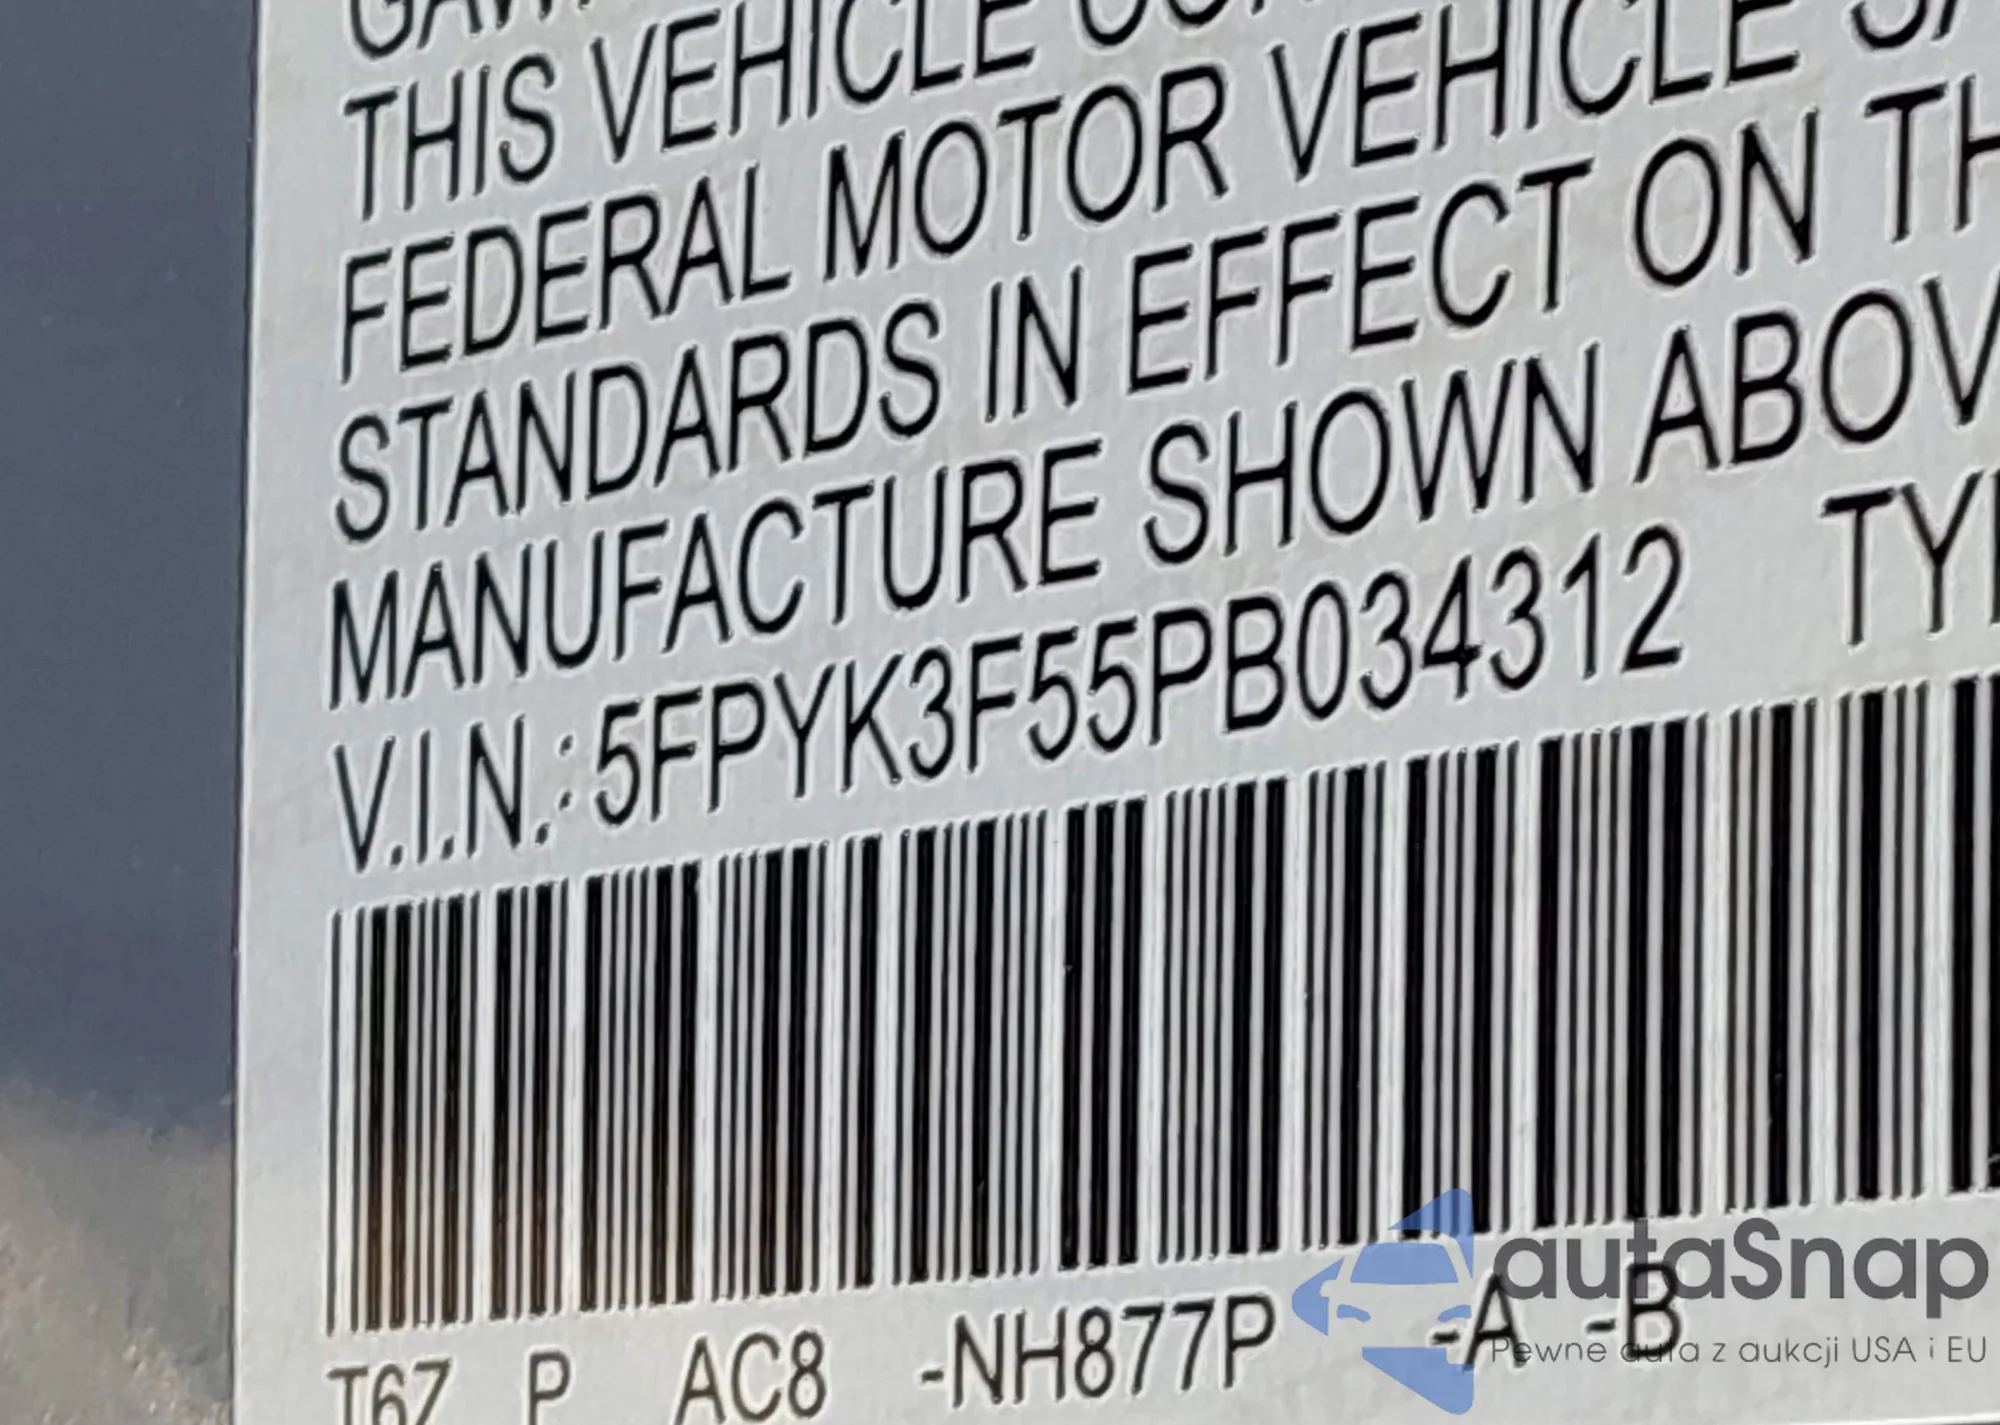 THIS VEHICLE
FEDERAL MOTOR VEHICLE
STANDARDS IN EFFECT ON
MANUFACTURE SHOWN
V.I.N.: 5FPYK3F55PB034312
T67 P AC8 -NH877P -A -B
autaSnap
Pewne auta z aukcji USA i EU